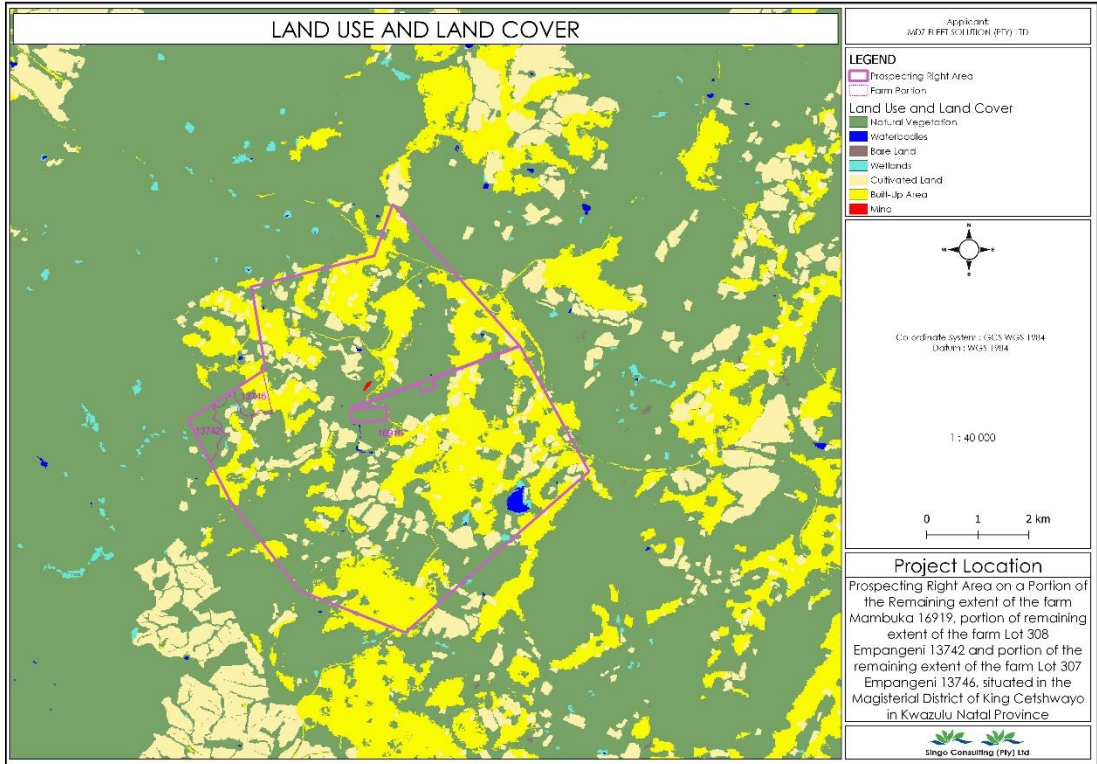 LAND USE AND LAND COVER
Applicant:
MDZ FLEET SOLUTION (PTY) LTD
LEGEND
Prospecting Right Area
Farm Portion
Land Use and Land Cover
Natural Vegetation
Waterbodies
Bare Land
Wetlands
Cultivated Land
Built-Up Area
Mine
N
W
E
S
Co ordinate System : GCS WGS 1984
Datum : WGS 1984
1 : 40 000
0 1 2 km
13746
13742
16919
Project Location
Prospecting Right Area on a Portion of
the Remaining extent of the farm
Mambuka 16919, portion of remaining
extent of the farm Lot 308
Empangeni 13742 and portion of the
remaining extent of the farm Lot 307
Empangeni 13746, situated in the
Magisterial District of King Cetshwayo
in Kwazulu Natal Province
Singo Consulting (Pty) Ltd